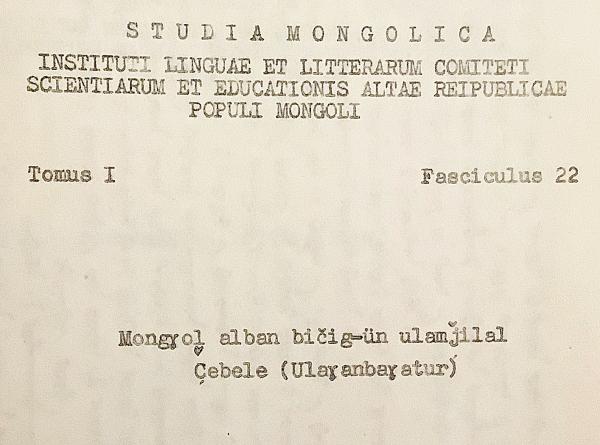 STUDIA MONGOLICA
INSTITUTI LINGUAE ET LITTERARUM COMITETI
SCIENTIARUM ET EDUCATIONIS ALTAE REIPUBLICAE
POPULI MONGOLI
Tomus I Fasciculus 22
Mongγol alban bičig-ün ulamǰilal
Čebele (Ulaγanbaγatur)